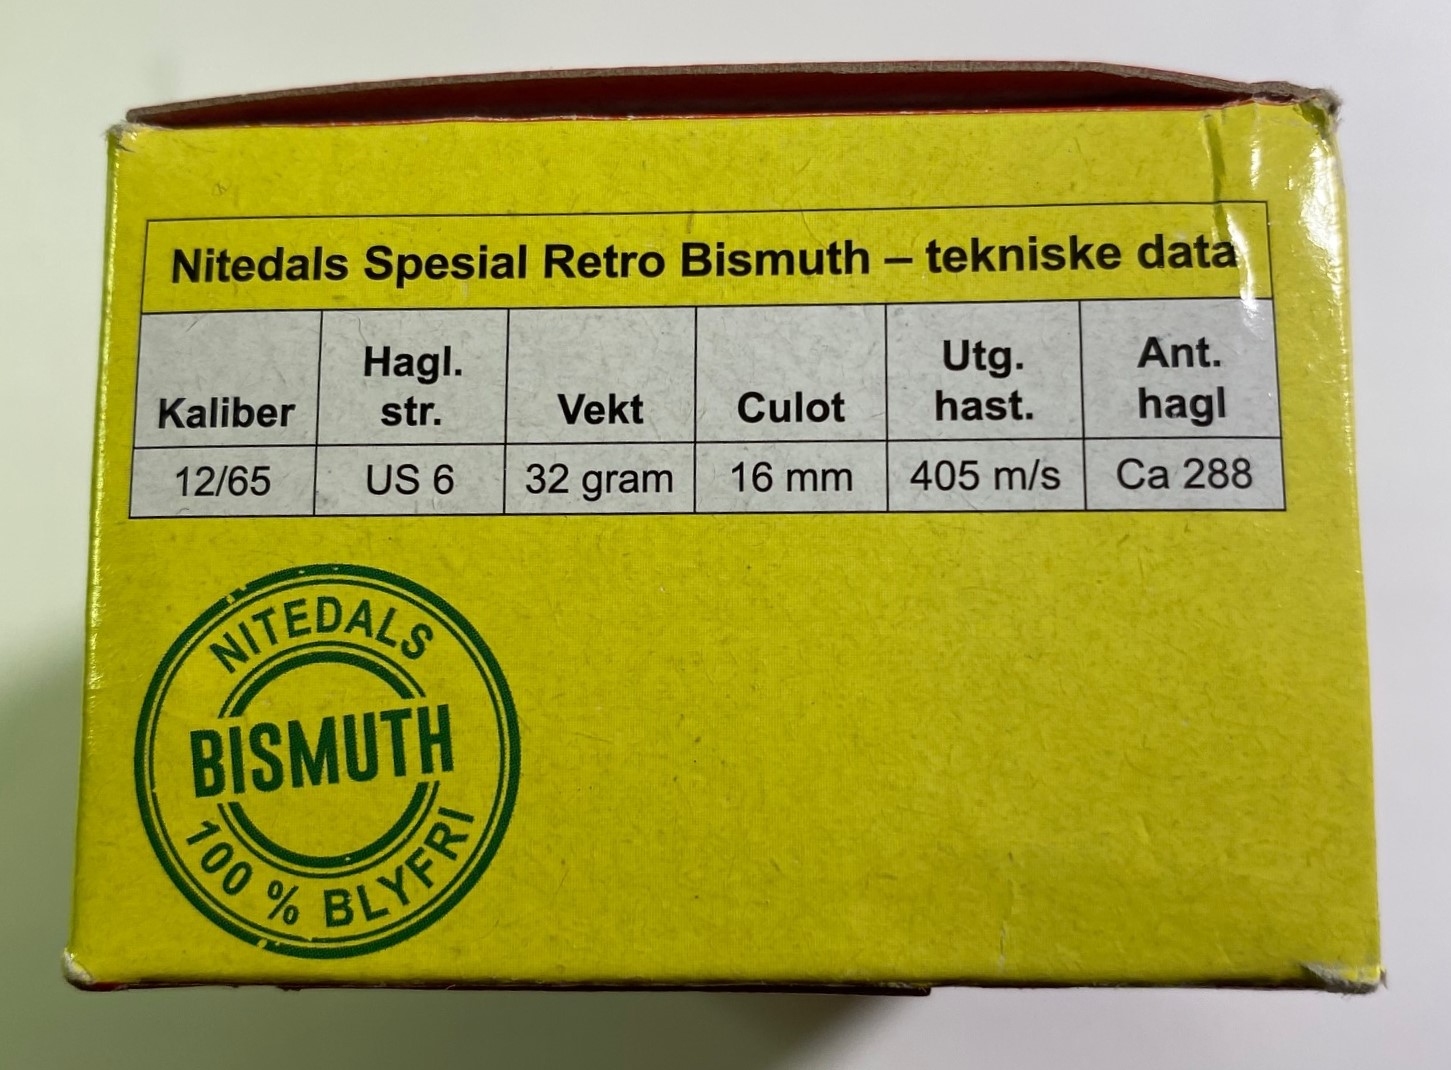 Nitedals Spesial Retro Bismuth – tekniske data
Kaliber Hagl. str. Vekt Culot Utg. hast. Ant. hagl
12/65 US 6 32 gram 16 mm 405 m/s Ca 288
NITEDALS
BISMUTH
100 % BLYFRI